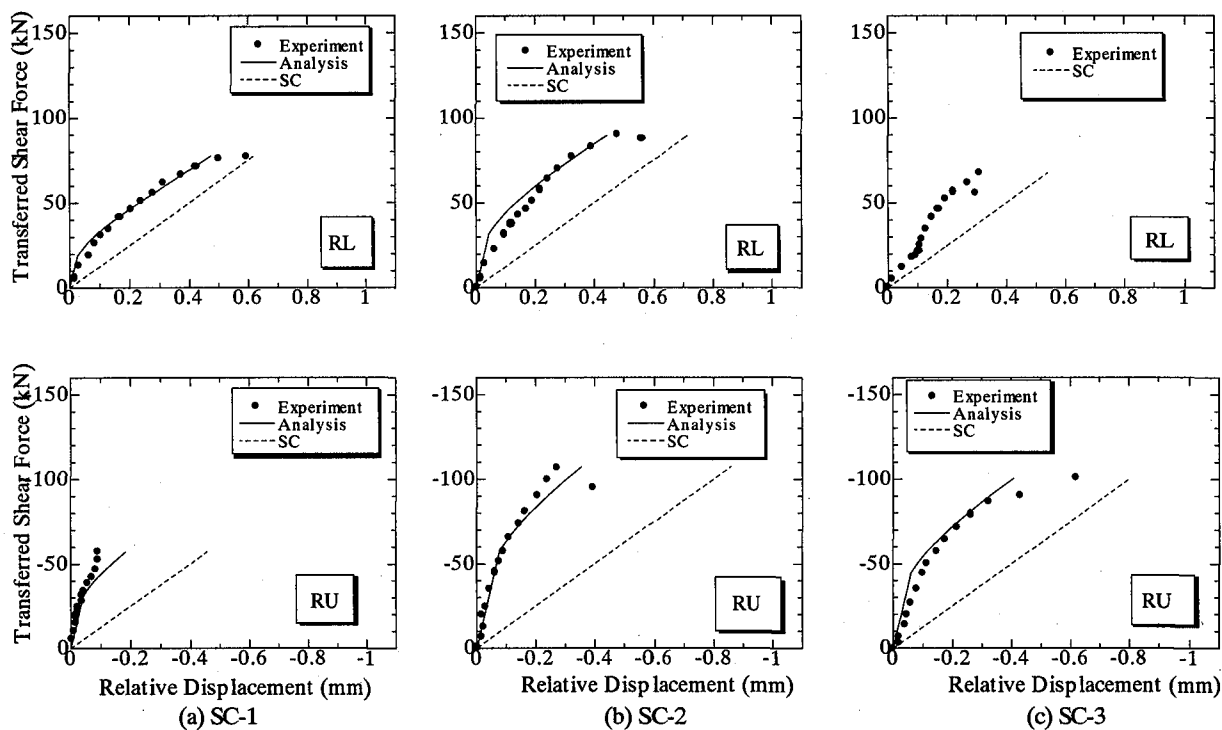 Transferred Shear Force (kN)
150
100
50
0
Experiment
Analysis
SC
RL
0 0.2 0.4 0.6 0.8 1
150
100
50
0
Experiment
Analysis
SC
RL
0 0.2 0.4 0.6 0.8 1
150
100
50
0
Experiment
SC
RL
0 0.2 0.4 0.6 0.8 1
Transferred Shear Force (kN)
-150
-100
-50
0
Experiment
Analysis
SC
RU
0 -0.2 -0.4 -0.6 -0.8 -1
Relative Displacement (mm)
(a) SC-1
-150
-100
-50
0
Experiment
Analysis
SC
RU
0 -0.2 -0.4 -0.6 -0.8 -1
Relative Displacement (mm)
(b) SC-2
-150
-100
-50
0
Experiment
Analysis
SC
RU
0 -0.2 -0.4 -0.6 -0.8 -1
Relative Displacement (mm)
(c) SC-3